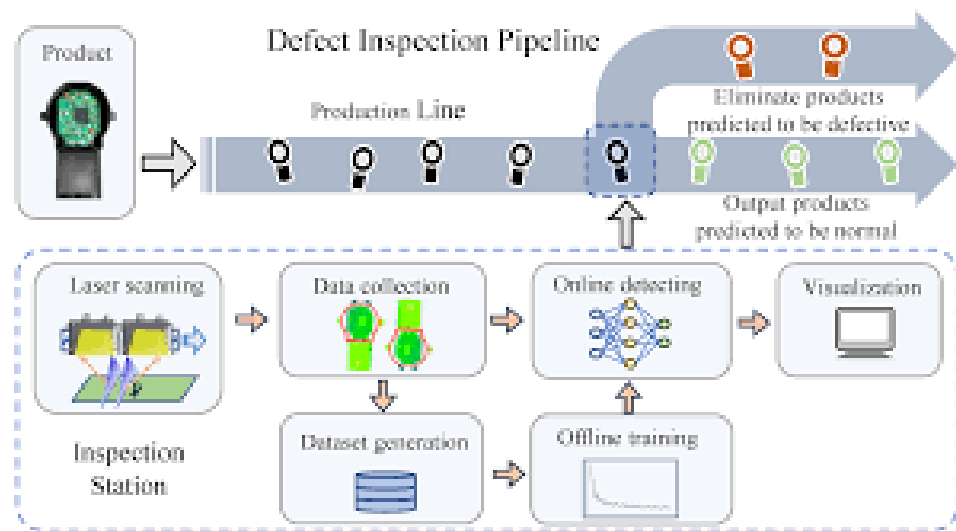 Defect Inspection Pipeline
Product
Production Line
Eliminate products
predicted to be defective
Output products
predicted to be normal
Laser scanning
Data collection
Online detecting
Visualization
Dataset generation
Offline training
Inspection
Station